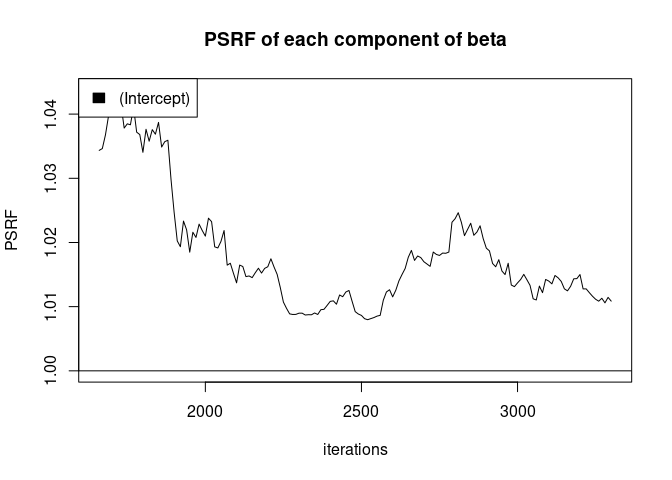 PSRF of each component of beta
(Intercept)
PSRF
1.04
1.03
1.02
1.01
1.00
2000 2500 3000
iterations